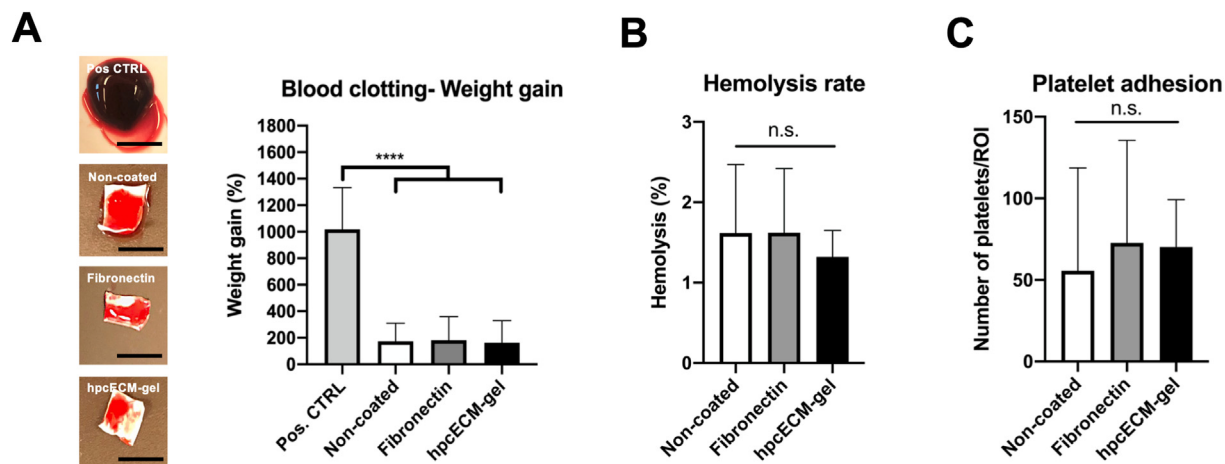 A
Pos CTRL
Non-coated
Fibronectin
hpcECM-gel
Blood clotting- Weight gain
Weight gain (%)
1800
1600
1400
1200
1000
800
600
400
200
0
****
Pos. CTRL
Non-coated
Fibronectin
hpcECM-gel
B
Hemolysis rate
Hemolysis (%)
3
2
1
0
n.s.
Non-coated
Fibronectin
hpcECM-gel
C
Platelet adhesion
Number of platelets/ROI
150
100
50
0
n.s.
Non-coated
Fibronectin
hpcECM-gel